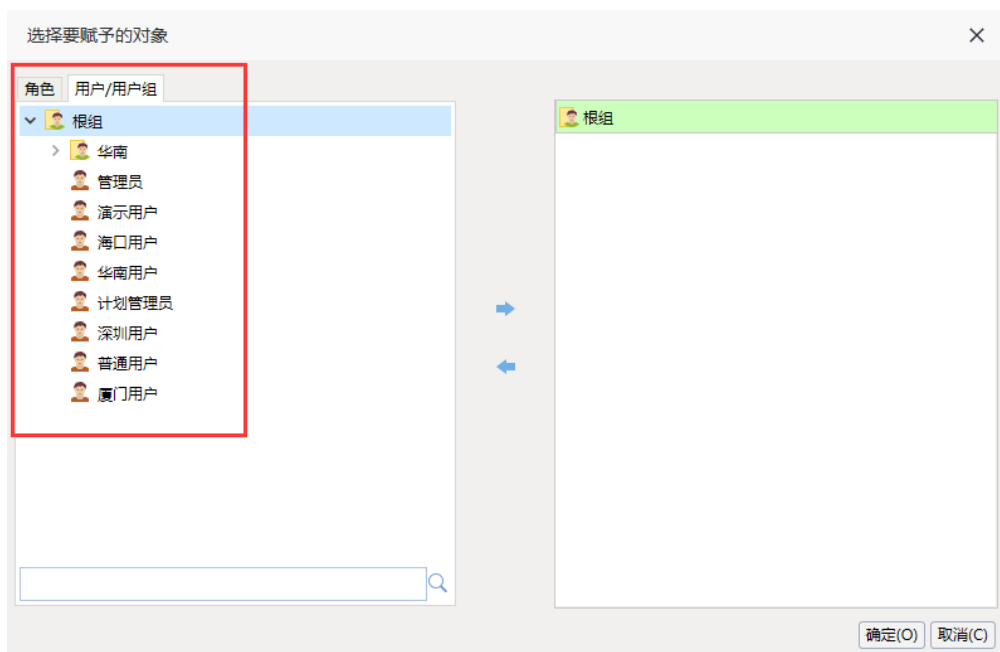 选择要赋予的对象
角色 用户/用户组
根组
华南
管理员
演示用户
海口用户
华南用户
计划管理员
深圳用户
普通用户
厦门用户
根组
确定(O) 取消(C)